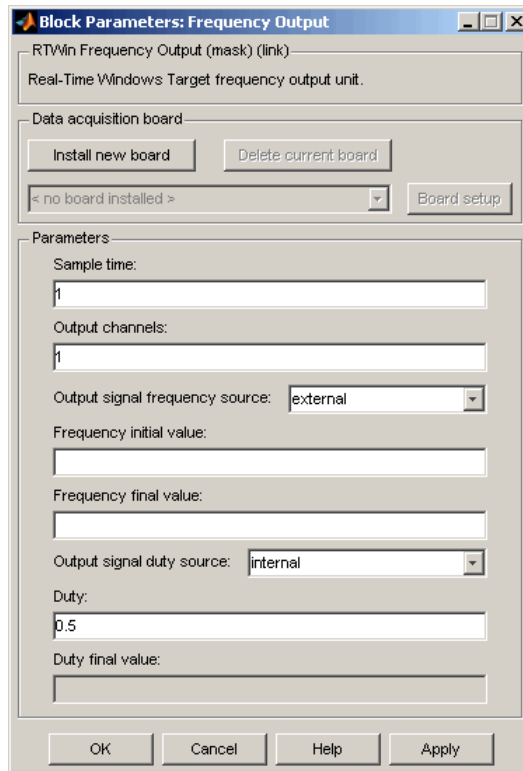 Block Parameters: Frequency Output
RTWin Frequency Output (mask) (link)
Real-Time Windows Target frequency output unit.
Data acquisition board
Install new board Delete current board
< no board installed > Board setup
Parameters
Sample time:
1
Output channels:
1
Output signal frequency source: external
Frequency initial value:
Frequency final value:
Output signal duty source: internal
Duty:
0.5
Duty final value:
OK Cancel Help Apply